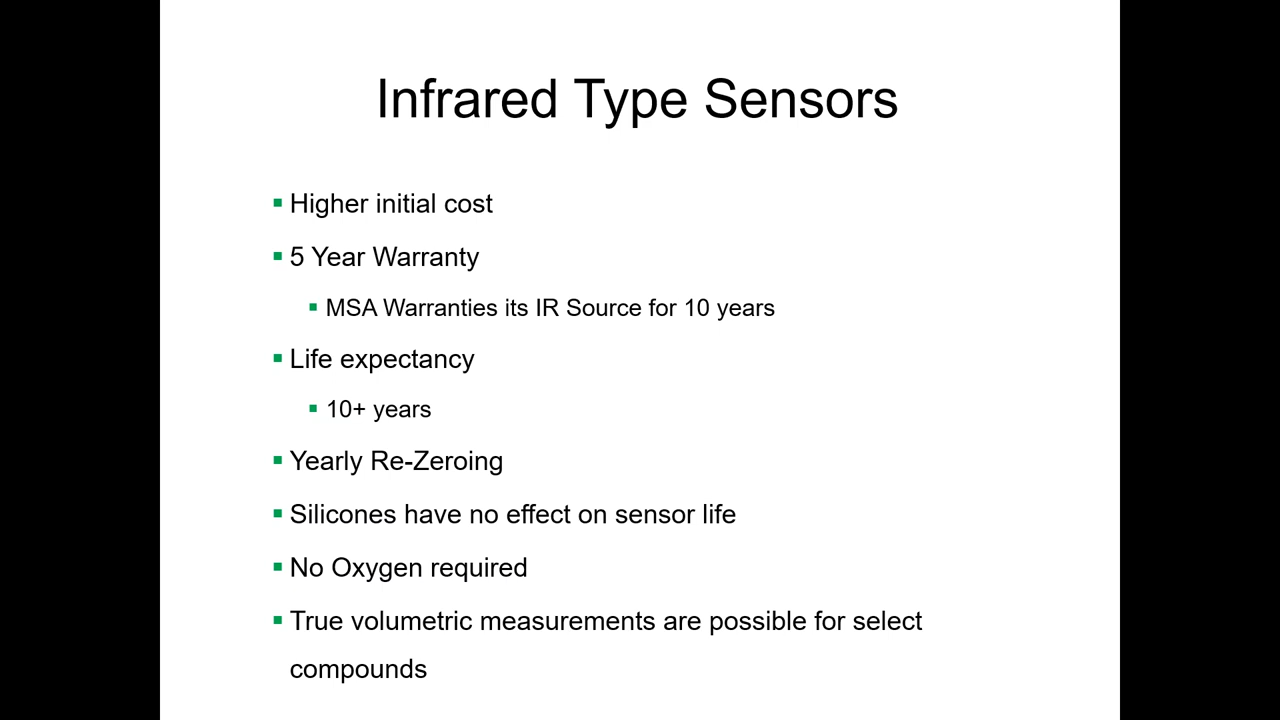 Infrared Type Sensors
Higher initial cost
5 Year Warranty
MSA Warranties its IR Source for 10 years
Life expectancy
10+ years
Yearly Re-Zeroing
Silicones have no effect on sensor life
No Oxygen required
True volumetric measurements are possible for select
compounds